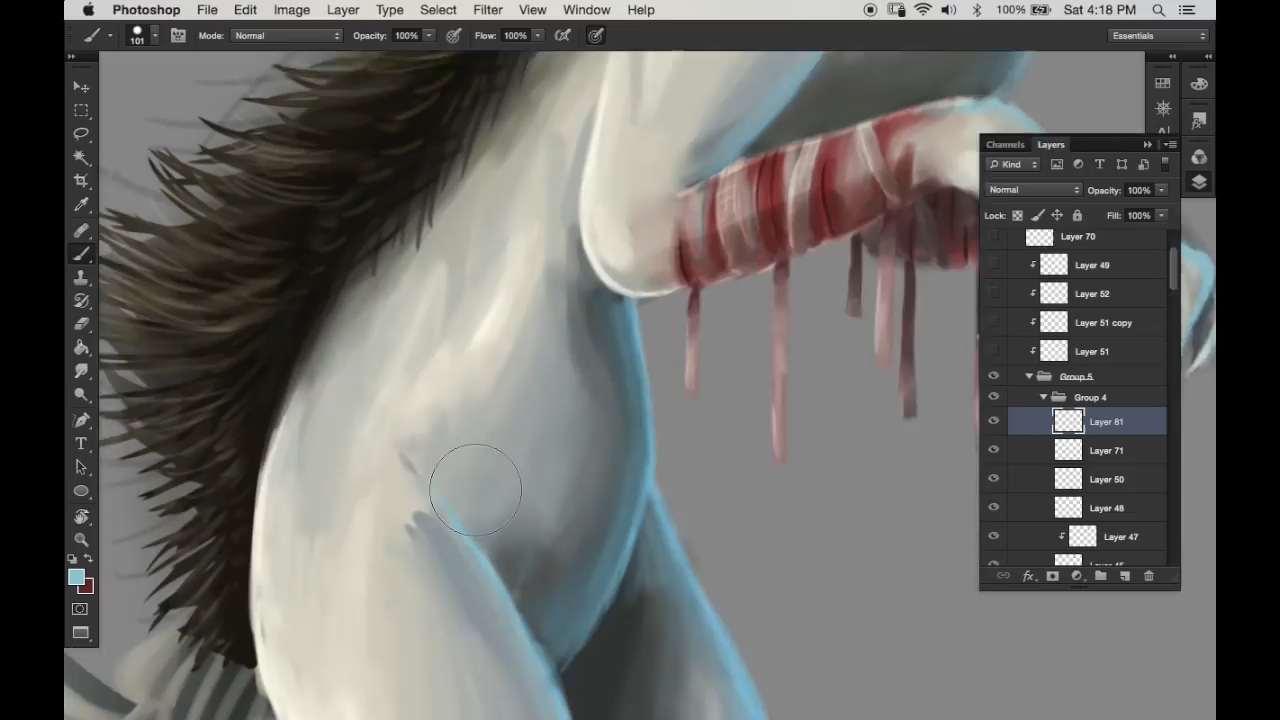 Photoshop File Edit Image Layer Type Select Filter View Window Help 100% Sat 4:18 PM
101 Mode: Normal Opacity: 100% Flow: 100% Essentials
Channels Layers
Kind
Normal Opacity: 100%
Lock: Fill: 100%
Layer 70
Layer 49
Layer 52
Layer 51 copy
Layer 51
Group 5
Group 4
Layer 81
Layer 71
Layer 50
Layer 48
Layer 47